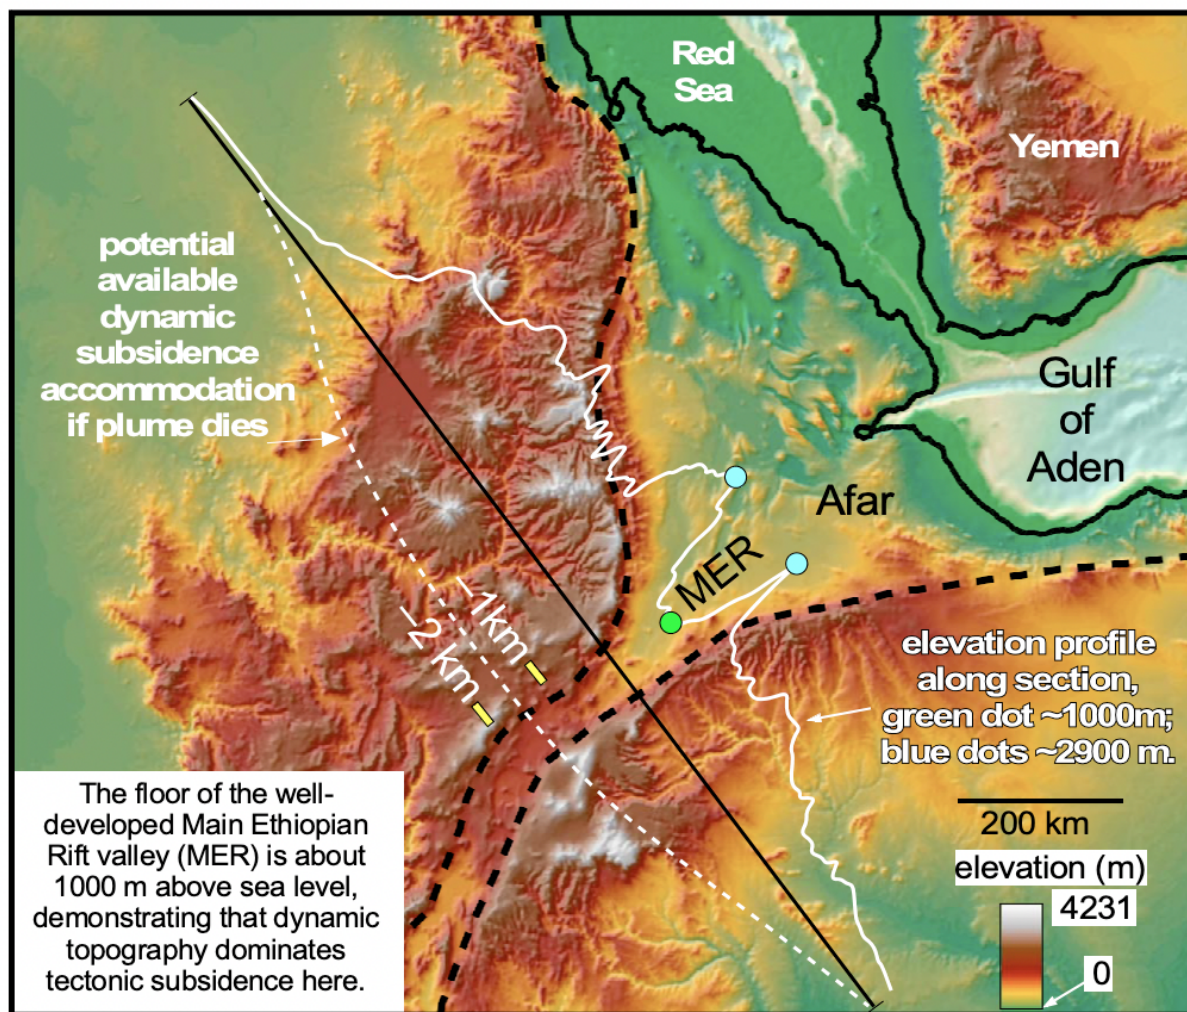 Red
Sea
Yemen
potential
available
dynamic
subsidence
accommodation
if plume dies
Gulf
of
Aden
Afar
MER
–1km
–2 km
elevation profile
along section,
green dot ~1000m;
blue dots ~2900 m.
200 km
elevation (m)
4231
0
The floor of the well-
developed Main Ethiopian
Rift valley (MER) is about
1000 m above sea level,
demonstrating that dynamic
topography dominates
tectonic subsidence here.